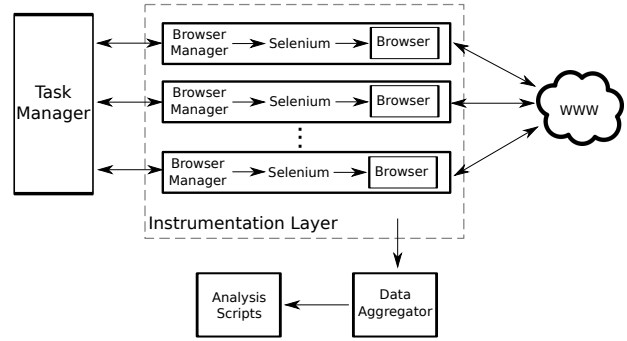 Task
Manager
Browser
Manager
Selenium
Browser
Browser
Manager
Selenium
Browser
Browser
Manager
Selenium
Browser
WWW
Instrumentation Layer
Analysis
Scripts
Data
Aggregator